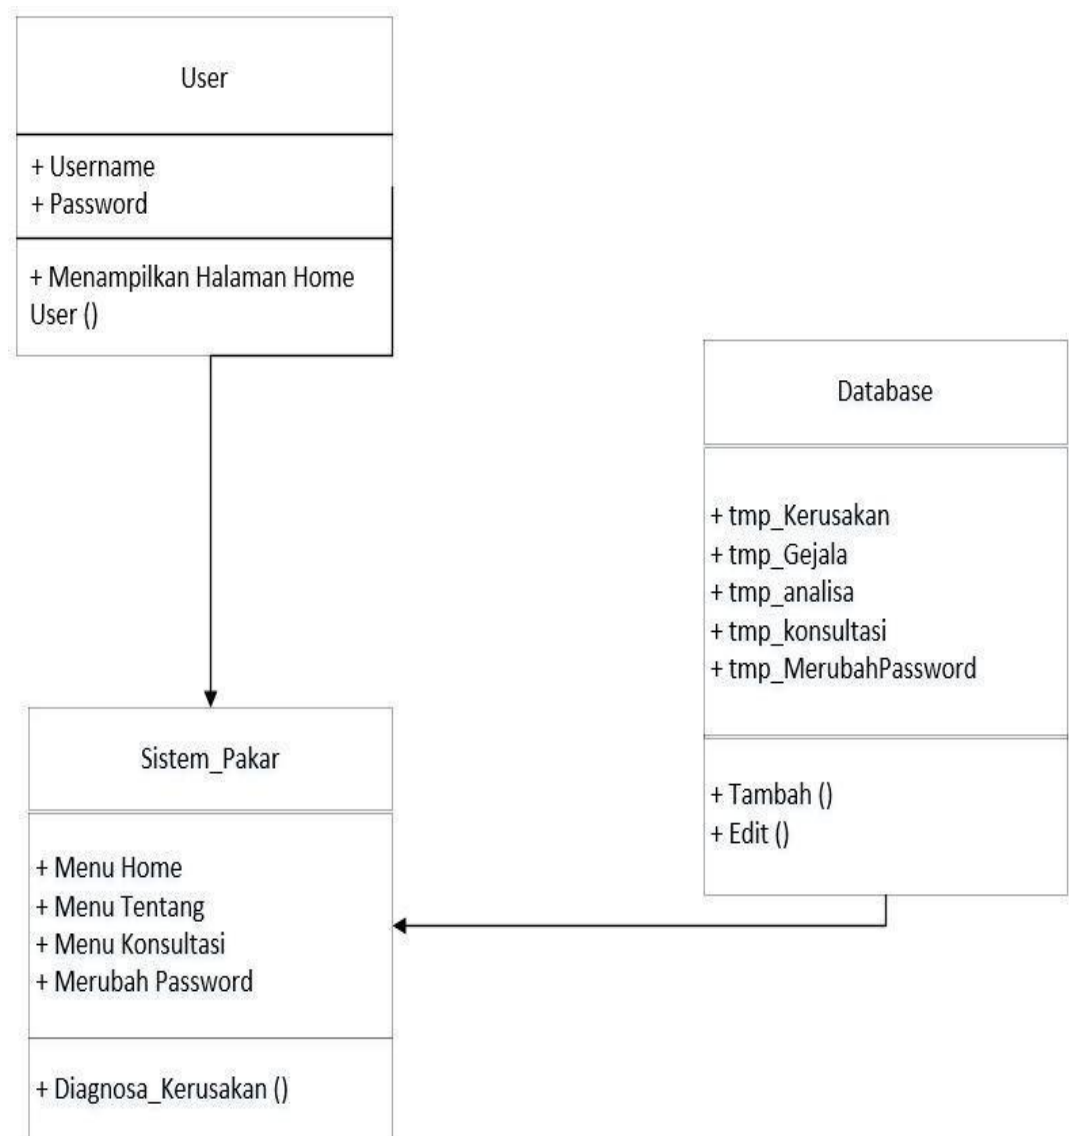 User
+ Username
+ Password
+ Menampilkan Halaman Home
User ()
Database
+ tmp_Kerusakan
+ tmp_Gejala
+ tmp_analisa
+ tmp_konsultasi
+ tmp_MerubahPassword
+ Tambah ()
+ Edit ()
Sistem_Pakar
+ Menu Home
+ Menu Tentang
+ Menu Konsultasi
+ Merubah Password
+ Diagnosa_Kerusakan ()